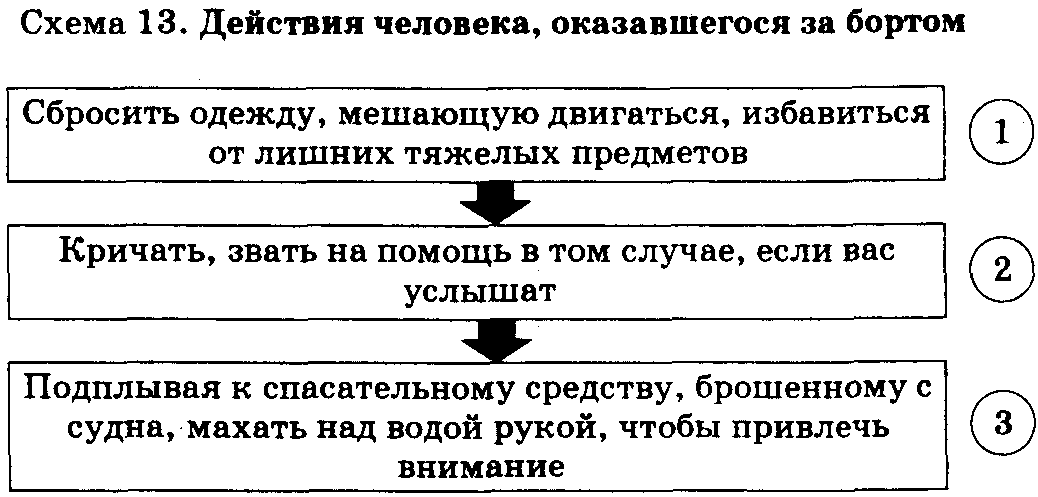 Схема 13. Действия человека, оказавшегося за бортом
Сбросить одежду, мешающую двигаться, избавиться
от лишних тяжелых предметов
1
Кричать, звать на помощь в том случае, если вас
услышат
2
Подплывая к спасательному средству, брошенному с
судна, махать над водой рукой, чтобы привлечь
внимание
3